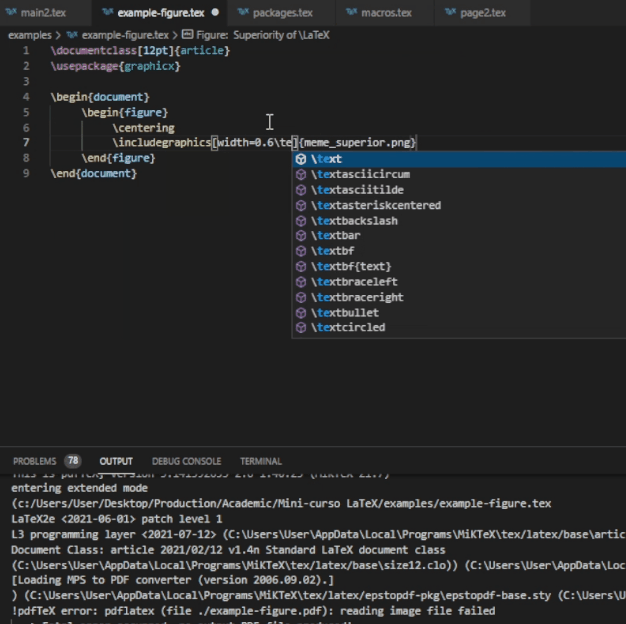 main2.tex
example-figure.tex
packages.tex
macros.tex
page2.tex
examples > example-figure.tex > Figure: Superiority of \LaTeX
1 \documentclass[12pt]{article}
2 \usepackage{graphicx}
3
4 \begin{document}
5 \begin{figure}
6 \centering
7 \includegraphics[width=0.6\te]{meme_superior.png}
8 \end{figure}
9 \end{document}
\text
\textasciicircum
\textasciitilde
\textasteriskcentered
\textbackslash
\textbar
\textbf
\textbf{text}
\textbraceleft
\textbraceright
\textbullet
\textcircled
PROBLEMS 78 OUTPUT DEBUG CONSOLE TERMINAL
entering extended mode
(c:/Users/User/Desktop/Production/Academic/Mini-curso LaTeX/examples/example-figure.tex
LaTeX2e <2021-06-01> patch level 1
L3 programming layer <2021-07-12> (C:\Users\User\AppData\Local\Programs\MiKTeX\tex/latex/base\artic
Document Class: article 2021/02/12 v1.4n Standard LaTeX document class
(C:\Users\User\AppData\Local\Programs\MiKTeX\tex/latex/base\size12.clo)) (C:\Users\User\AppData\Loc
[Loading MPS to PDF converter (version 2006.09.02).]
) (C:\Users\User\AppData\Local\Programs\MiKTeX\tex/latex/epstopdf-pkg\epstopdf-base.sty (C:\Users\U
!pdfTeX error: pdflatex (file ./example-figure.pdf): reading image file failed